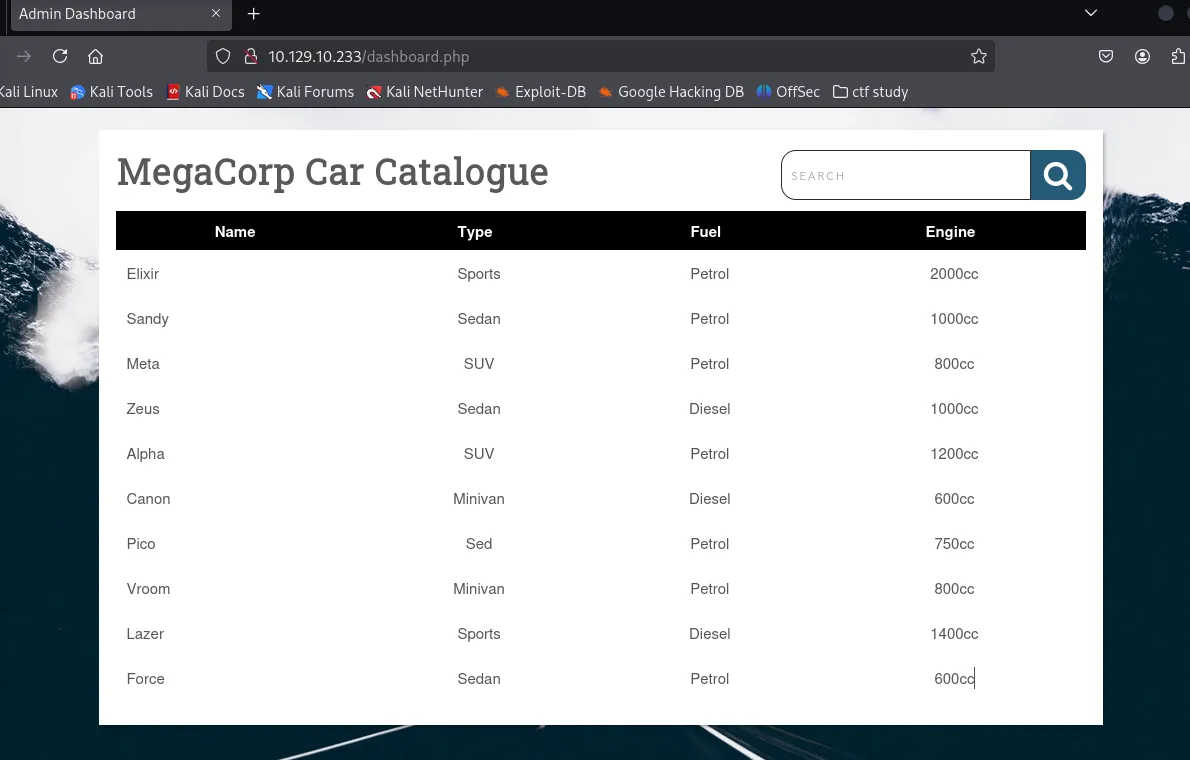 Admin Dashboard
10.129.10.233/dashboard.php
Kali Linux Kali Tools Kali Docs Kali Forums Kali NetHunter Exploit-DB Google Hacking DB OffSec ctf study
MegaCorp Car Catalogue
SEARCH
Name Type Fuel Engine
Elixir Sports Petrol 2000cc
Sandy Sedan Petrol 1000cc
Meta SUV Petrol 800cc
Zeus Sedan Diesel 1000cc
Alpha SUV Petrol 1200cc
Canon Minivan Diesel 600cc
Pico Sed Petrol 750cc
Vroom Minivan Petrol 800cc
Lazer Sports Diesel 1400cc
Force Sedan Petrol 600cc